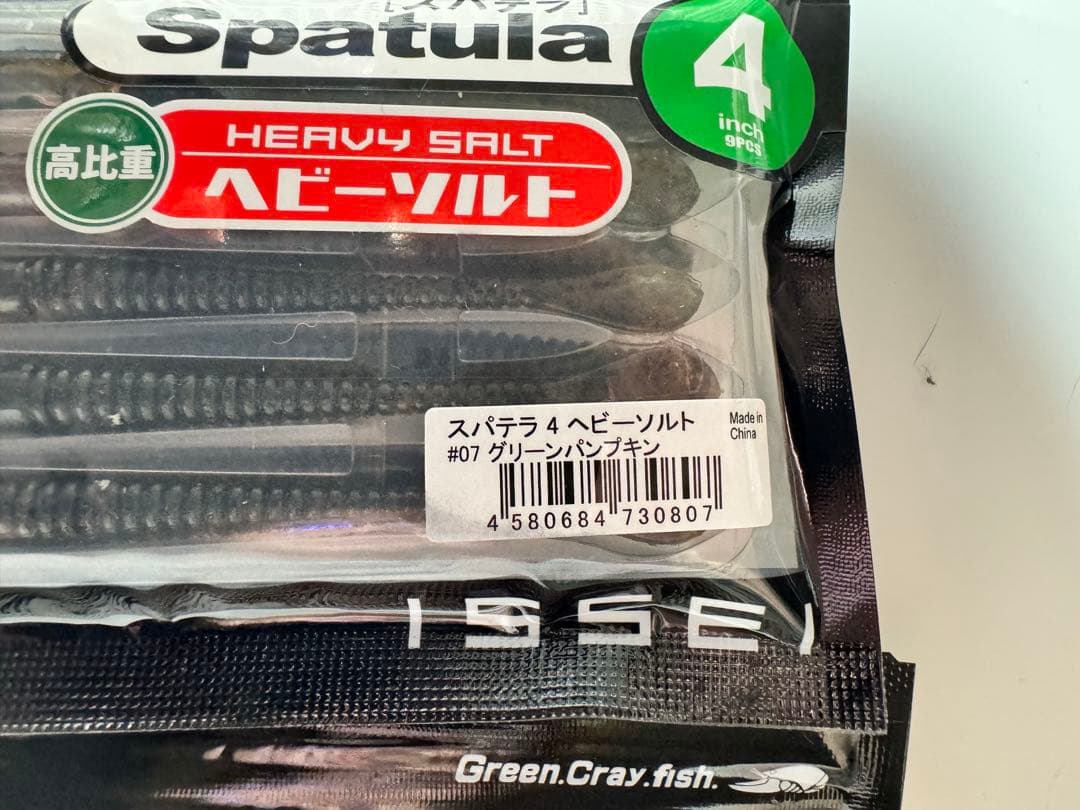 [スパテラ]
Spatula
4
inch
9PCS
高比重
HEAVY SALT
ヘビーソルト
スパテラ 4 ヘビーソルト
Made in
China
#07 グリーンパンプキン
4 580684 730807
ISSEI
Green.Cray.fish.